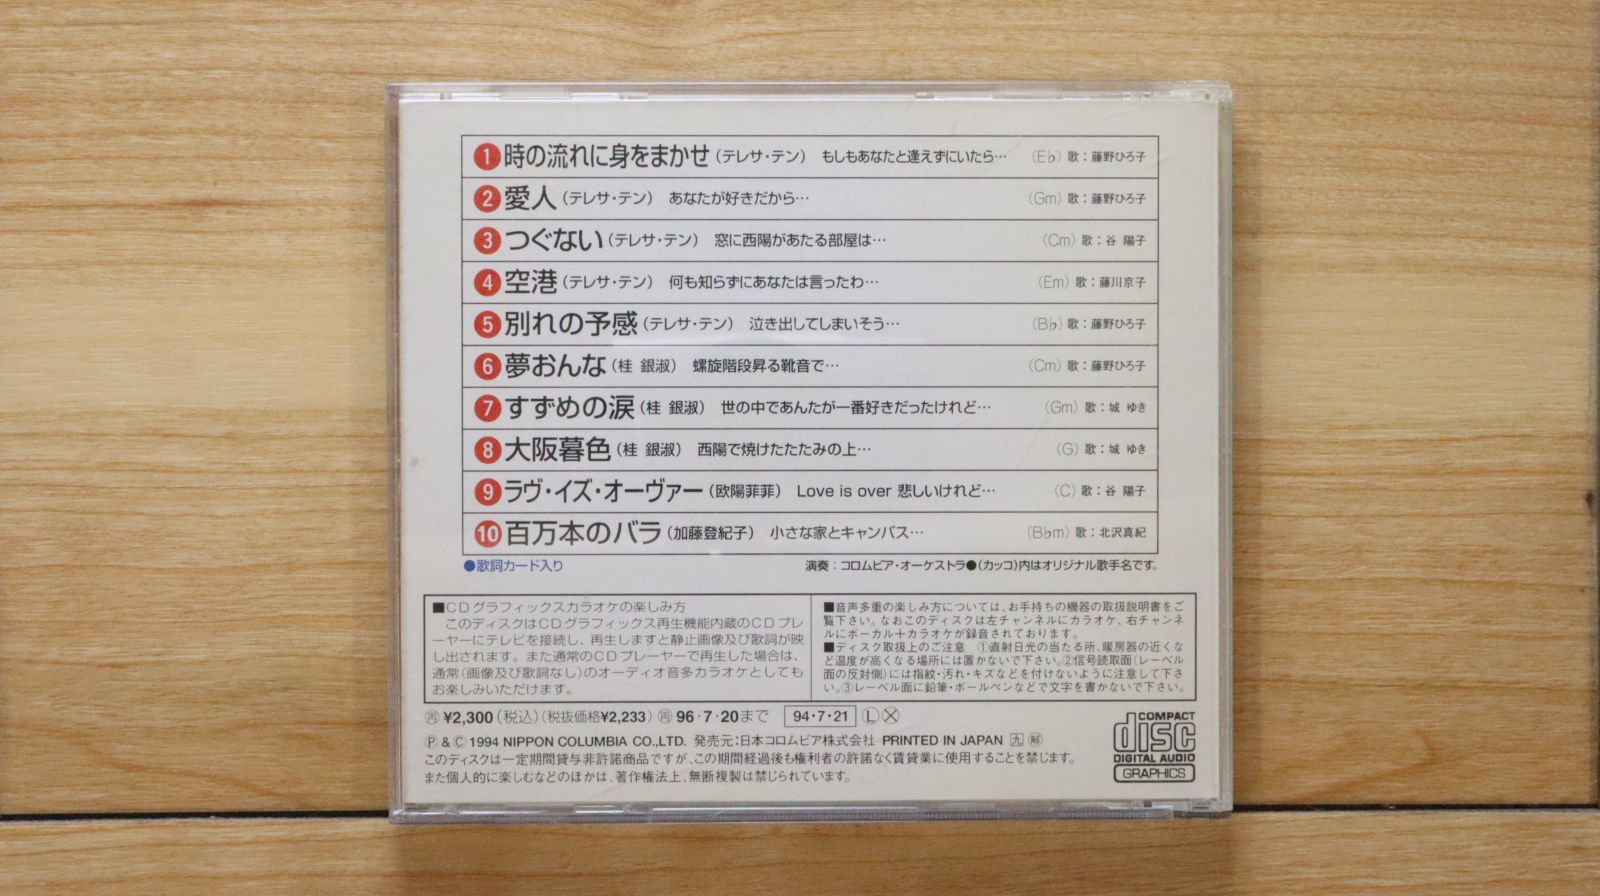 1 時の流れに身をまかせ(テレサ・テン) もしもあなたと逢えずにいたら… (E♭) 歌：藤野ひろ子
2 愛人(テレサ・テン) あなたが好きだから… (Gm) 歌：藤野ひろ子
3 つぐない(テレサ・テン) 窓に西陽があたる部屋は… (Cm) 歌：谷 陽子
4 空港(テレサ・テン) 何も知らずにあなたは言ったわ… (Em) 歌：藤川京子
5 別れの予感(テレサ・テン) 泣き出してしまいそう… (B♭) 歌：藤野ひろ子
6 夢おんな(桂 銀淑) 螺旋階段昇る靴音で… (Cm) 歌：藤野ひろ子
7 すずめの涙(桂 銀淑) 世の中であんたが一番好きだったけれど… (Gm) 歌：城 ゆき
8 大阪暮色(桂 銀淑) 西陽で焼けたたたみの上… (G) 歌：城 ゆき
9 ラヴ・イズ・オーヴァー(欧陽菲菲) Love is over 悲しいけれど… (C) 歌：谷 陽子
10 百万本のバラ(加藤登紀子) 小さな家とキャンバス… (B♭m) 歌：北沢真紀
●歌詞カード入り 演奏：コロムビア・オーケストラ●(カッコ)内はオリジナル歌手名です。
■CDグラフィックスカラオケの楽しみ方
このディスクはCDグラフィックス再生機能内蔵のCDプレ
ーヤーにテレビを接続し、再生しますと静止画像及び歌詞が映
し出されます。また通常のCDプレーヤーで再生した場合は、
通常(画像及び歌詞なし)のオーディオ音多カラオケとしても
お楽しみいただけます。
■音声多重の楽しみ方については、お手持ちの機器の取扱説明書をご
覧下さい。なおこのディスクは左チャンネルにカラオケ、右チャンネ
ルにボーカル+カラオケが録音されております。
■ディスク取扱上のご注意 ①直射日光の当たる所、暖房器の近くな
ど温度が高くなる場所には置かないで下さい。②信号読取面(レーベル
面の反対側)には指紋・汚れ・キズなどを付けないように注意して下さ
い。③レーベル面に鉛筆・ボールペンなどで文字を書かないで下さい。
再 ¥2,300(税込)(税抜価格¥2,233) 再 96・7・20まで 94・7・21 L X
Ⓟ & © 1994 NIPPON COLUMBIA CO.,LTD. 発売元：日本コロムビア株式会社 PRINTED IN JAPAN 九
このディスクは一定期間貸与非許諾商品ですが、この期間経過後も権利者の許諾なく賃貸業に使用することを禁じます。
また個人的に楽しむなどのほかは、著作権法上、無断複製は禁じられています。
COMPACT
disc
DIGITAL AUDIO
GRAPHICS